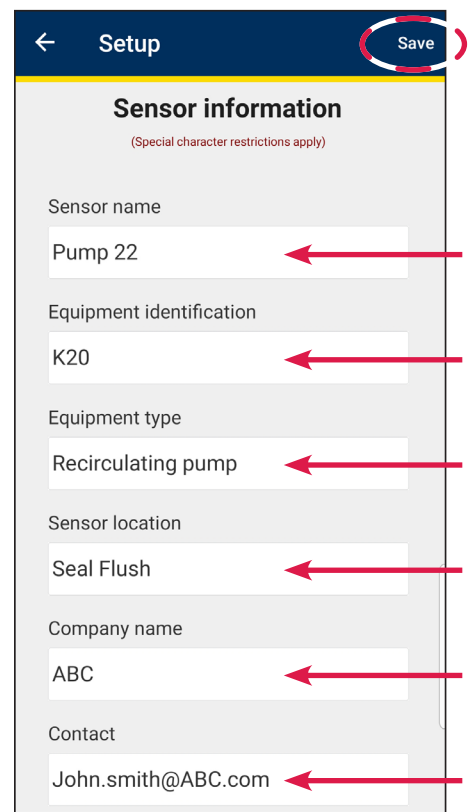 Setup
Save
Sensor information
(Special character restrictions apply)
Sensor name
Pump 22
Equipment identification
K20
Equipment type
Recirculating pump
Sensor location
Seal Flush
Company name
ABC
Contact
John.smith@ABC.com